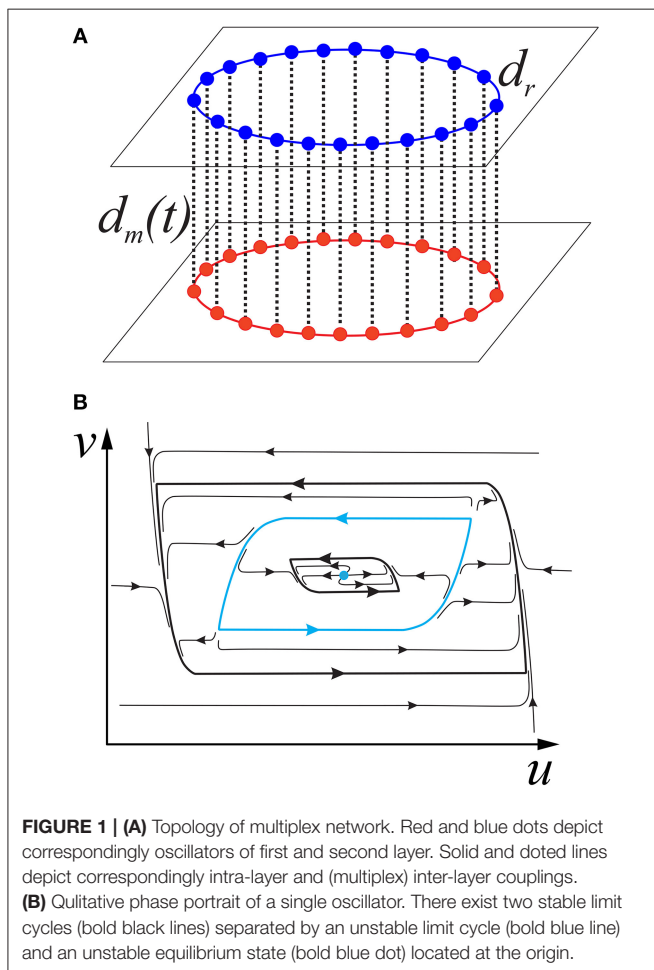 A
d_r
d_m(t)
B
v
u
FIGURE 1 | (A) Topology of multiplex network. Red and blue dots depict
correspondingly oscillators of first and second layer. Solid and doted lines
depict correspondingly intra-layer and (multiplex) inter-layer couplings.
(B) Qulitative phase portrait of a single oscillator. There exist two stable limit
cycles (bold black lines) separated by an unstable limit cycle (bold blue line)
and an unstable equilibrium state (bold blue dot) located at the origin.